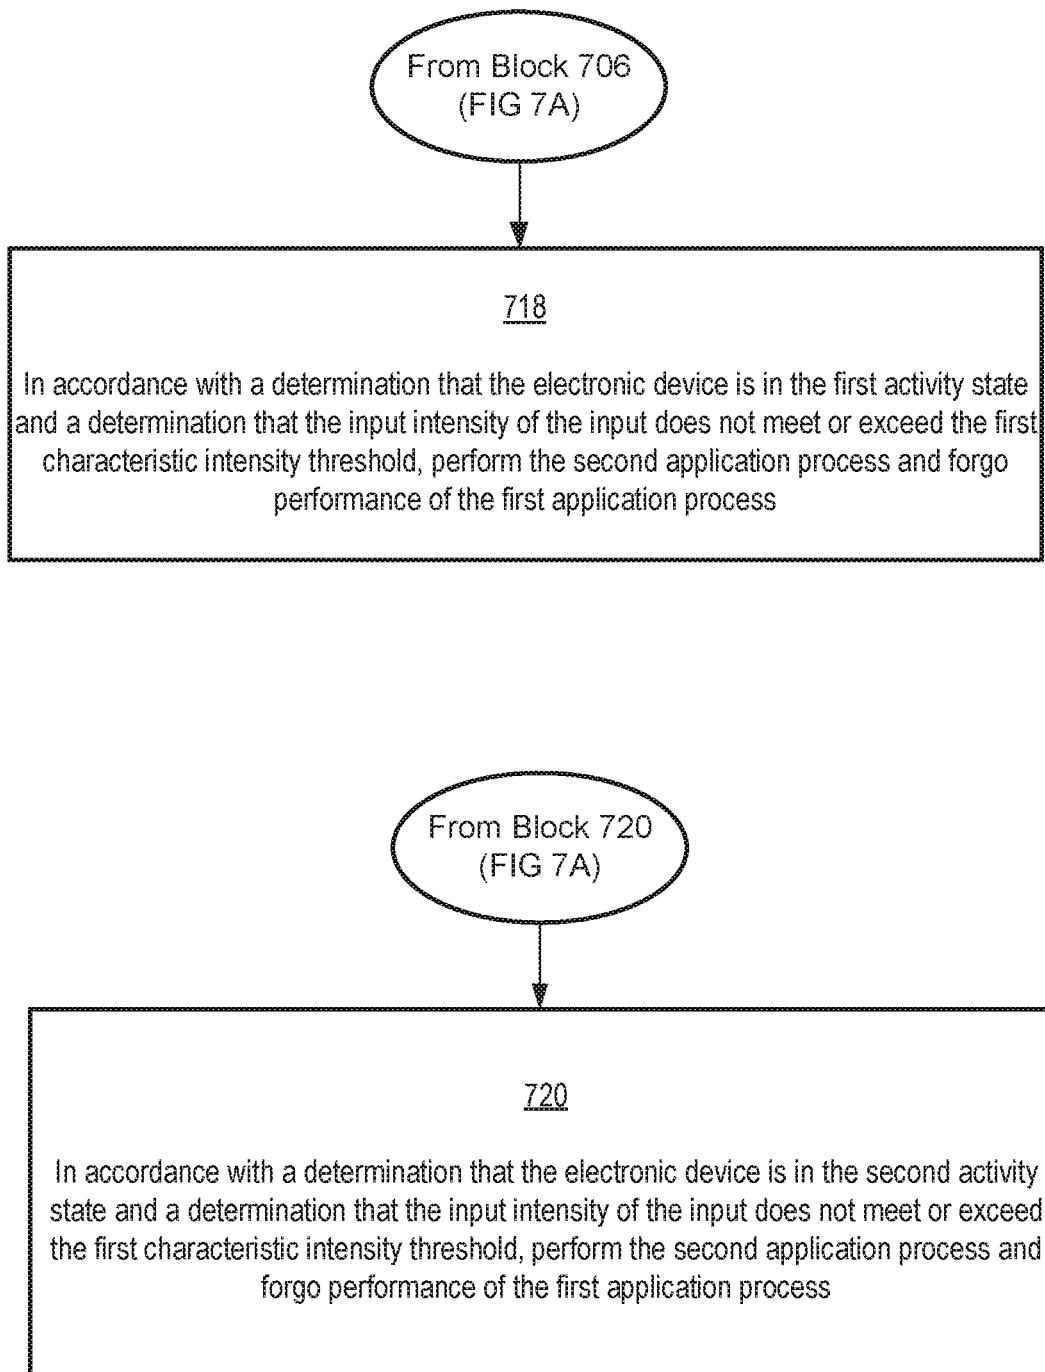 From Block 706
(FIG 7A)
718
In accordance with a determination that the electronic device is in the first activity state
and a determination that the input intensity of the input does not meet or exceed the first
characteristic intensity threshold, perform the second application process and forgo
performance of the first application process
From Block 720
(FIG 7A)
720
In accordance with a determination that the electronic device is in the second activity
state and a determination that the input intensity of the input does not meet or exceed
the first characteristic intensity threshold, perform the second application process and
forgo performance of the first application process